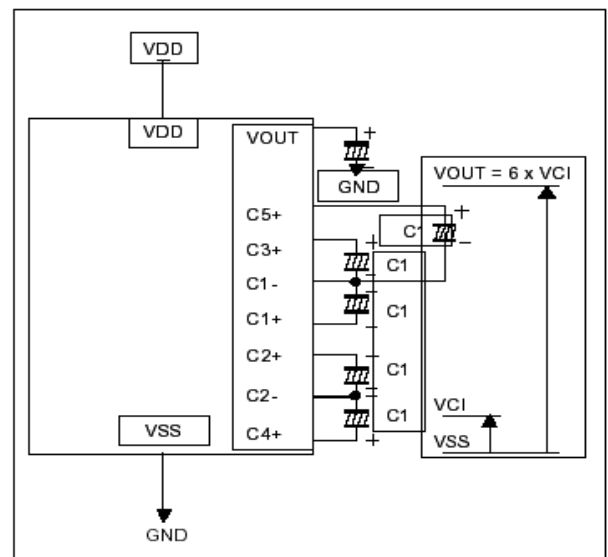 VDD
VDD
VOUT
+
-
GND
C5+
C3+
C1-
C1+
C2+
C2-
C4+
+
-
C1
+
-
C1
-
C1
+
C1
-
-
C1
+
VOUT = 6 x VCI
VCI
VSS
VSS
GND